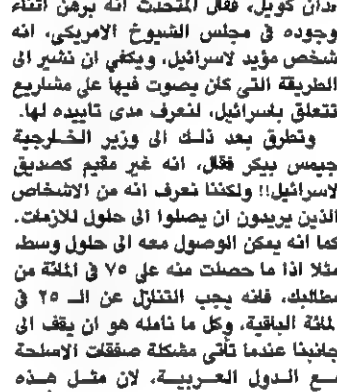 دان كويل، فقال المتحدث انه برهن اثناء
وجوده في مجلس الشيوخ الامريكي، انه
شخص مؤيد لاسرائيل، ويكفي ان نشير الى
الطريقة التي كان يصوت فيها على مشاريع
تتعلق باسرائيل، لنعرف مدى تأييده لها.
وتطرق بعد ذلك الى وزير الخارجية
جيمس بيكر فقال، انه غير مقيم كصديق
لاسرائيل!! ولكننا نعرف انه من الاشخاص
الذين يريدون ان يصلوا الى حلول للازمات.
كما انه يمكن الوصول معه الى حلول وسط،
مثلا اذا ما حصلت منه على ٧٥ في المائة من
مطالبك، فانه يجب التنازل عن الـ ٢٥ في
المائة الباقية، وكل ما نأمله هو ان يقف الى
جانبنا عندما تأتي مشكلة صفقات الاسلحة
مع الدول العربية، لان مثل هذه